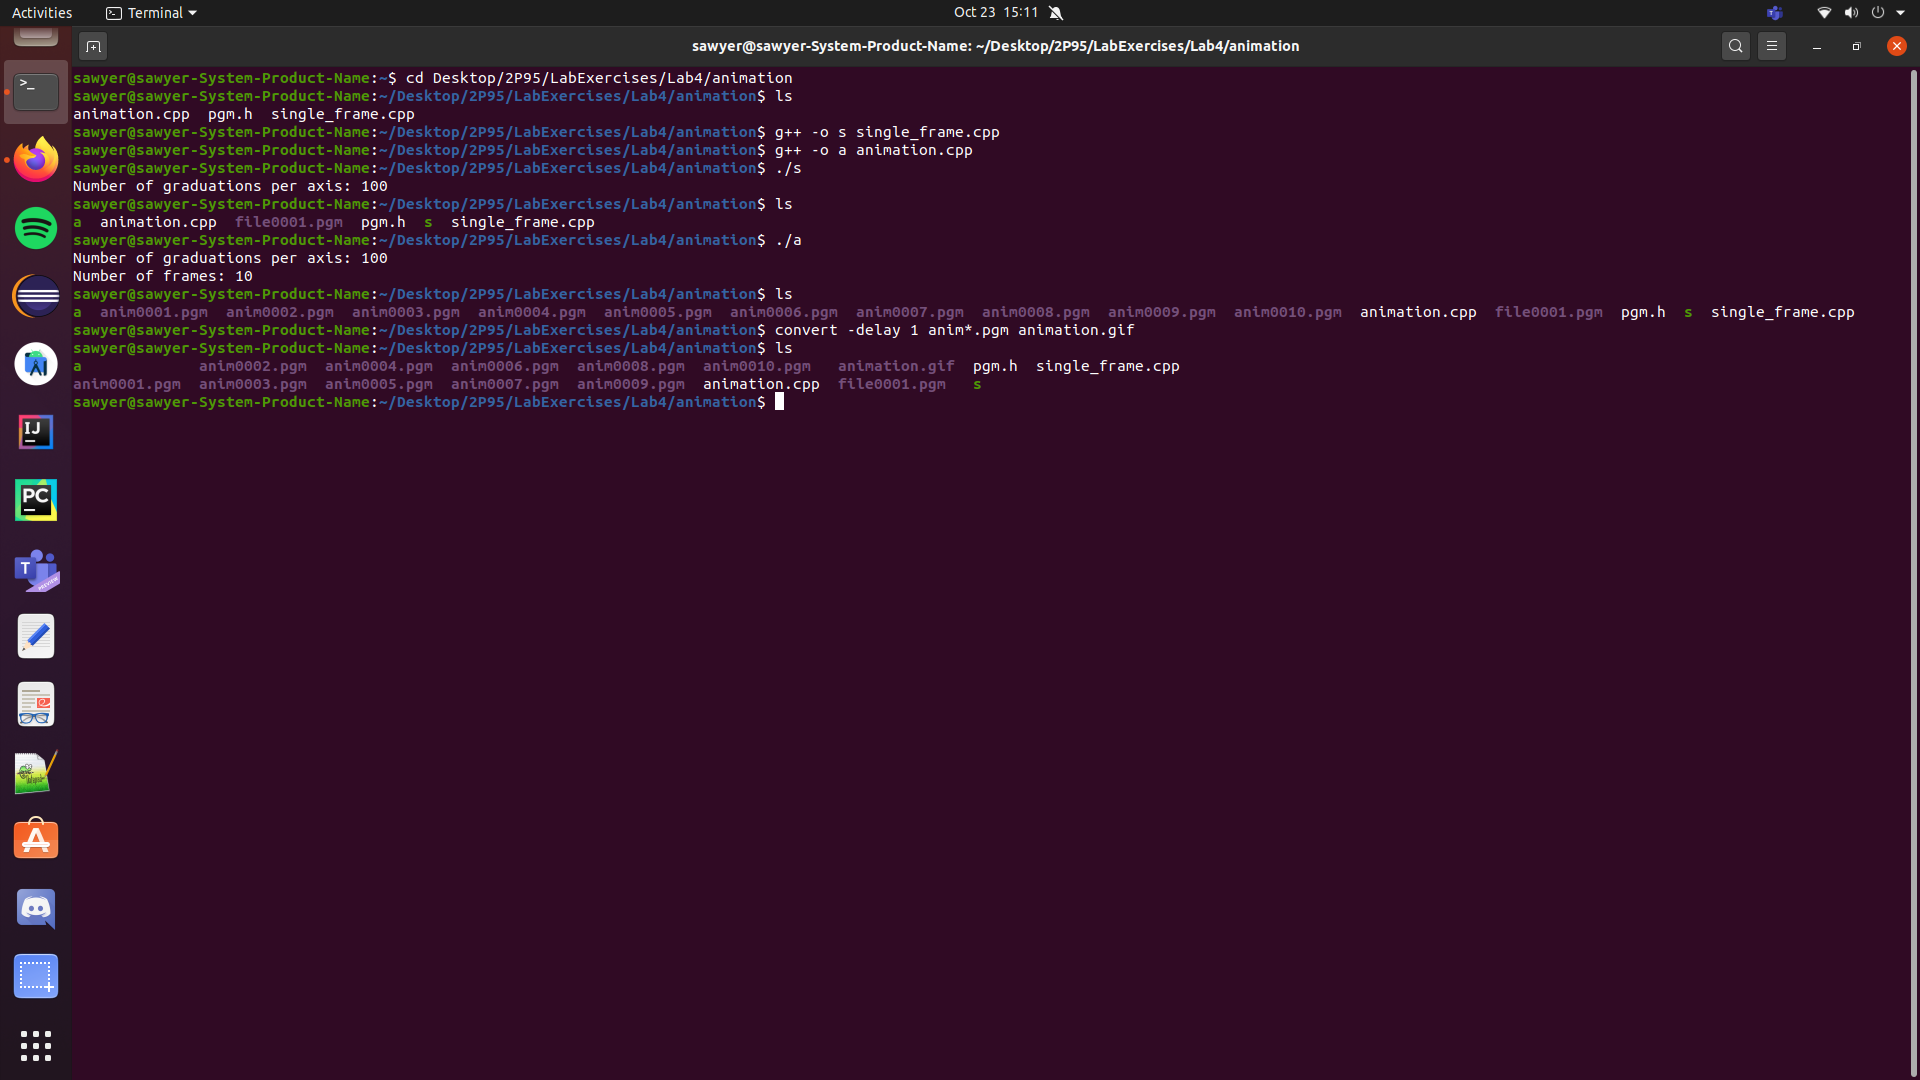 Activities Terminal Oct 23 15:11
sawyer@sawyer-System-Product-Name: ~/Desktop/2P95/LabExercises/Lab4/animation
sawyer@sawyer-System-Product-Name:~$ cd Desktop/2P95/LabExercises/Lab4/animation
sawyer@sawyer-System-Product-Name:~/Desktop/2P95/LabExercises/Lab4/animation$ ls
animation.cpp  pgm.h  single_frame.cpp
sawyer@sawyer-System-Product-Name:~/Desktop/2P95/LabExercises/Lab4/animation$ g++ -o s single_frame.cpp
sawyer@sawyer-System-Product-Name:~/Desktop/2P95/LabExercises/Lab4/animation$ g++ -o a animation.cpp
sawyer@sawyer-System-Product-Name:~/Desktop/2P95/LabExercises/Lab4/animation$ ./s
Number of graduations per axis: 100
sawyer@sawyer-System-Product-Name:~/Desktop/2P95/LabExercises/Lab4/animation$ ls
a  animation.cpp  file0001.pgm  pgm.h  s  single_frame.cpp
sawyer@sawyer-System-Product-Name:~/Desktop/2P95/LabExercises/Lab4/animation$ ./a
Number of graduations per axis: 100
Number of frames: 10
sawyer@sawyer-System-Product-Name:~/Desktop/2P95/LabExercises/Lab4/animation$ ls
a  anim0001.pgm  anim0002.pgm  anim0003.pgm  anim0004.pgm  anim0005.pgm  anim0006.pgm  anim0007.pgm  anim0008.pgm  anim0009.pgm  anim0010.pgm  animation.cpp  file0001.pgm  pgm.h  s  single_frame.cpp
sawyer@sawyer-System-Product-Name:~/Desktop/2P95/LabExercises/Lab4/animation$ convert -delay 1 anim*.pgm animation.gif
sawyer@sawyer-System-Product-Name:~/Desktop/2P95/LabExercises/Lab4/animation$ ls
a             anim0002.pgm  anim0004.pgm  anim0006.pgm  anim0008.pgm  anim0010.pgm   animation.gif  pgm.h  single_frame.cpp
anim0001.pgm  anim0003.pgm  anim0005.pgm  anim0007.pgm  anim0009.pgm  animation.cpp  file0001.pgm   s
sawyer@sawyer-System-Product-Name:~/Desktop/2P95/LabExercises/Lab4/animation$
IJ
PC
T